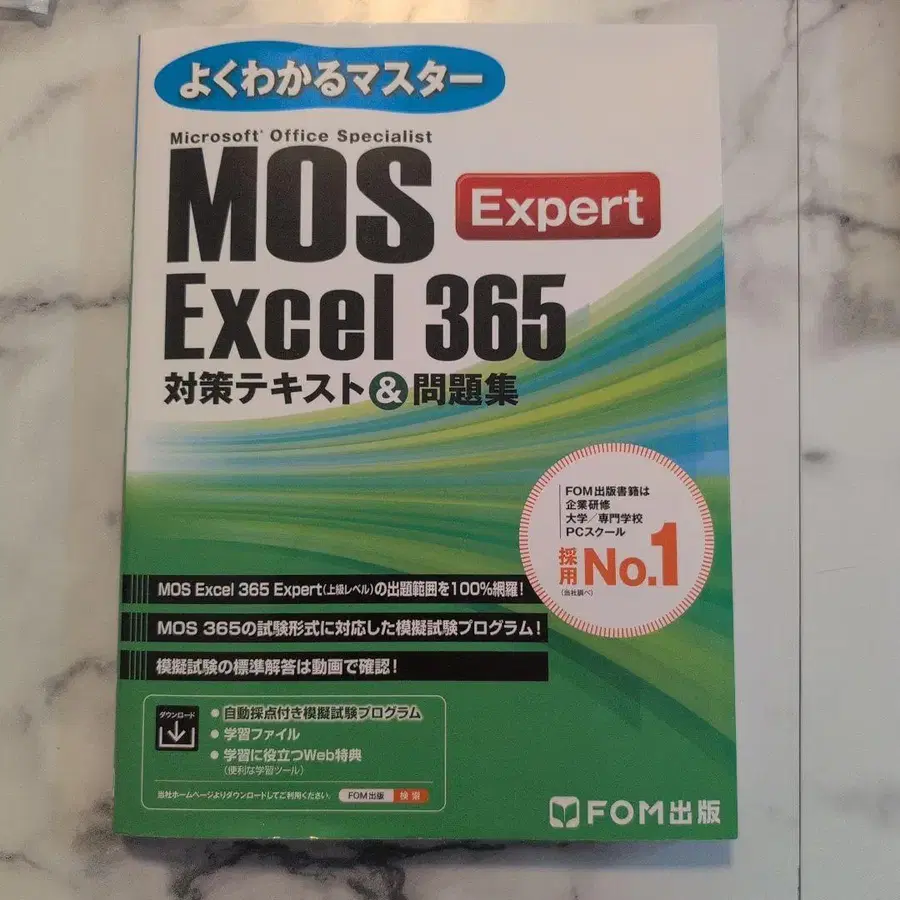 よくわかるマスター
Microsoft® Office Specialist
MOS
Expert
Excel 365
対策テキスト&問題集
FOM出版書籍は
企業研修
大学/専門学校
PCスクール
採用 No.1
(当社調べ)
MOS Excel 365 Expert(上級レベル)の出題範囲を100%網羅!
MOS 365の試験形式に対応した模擬試験プログラム!
模擬試験の標準解答は動画で確認!
ダウンロード
●自動採点付き模擬試験プログラム
●学習ファイル
●学習に役立つWeb特典
(便利な学習ツール)
当社ホームページよりダウンロードしてご利用ください。 FOM出版 検索
FOM出版